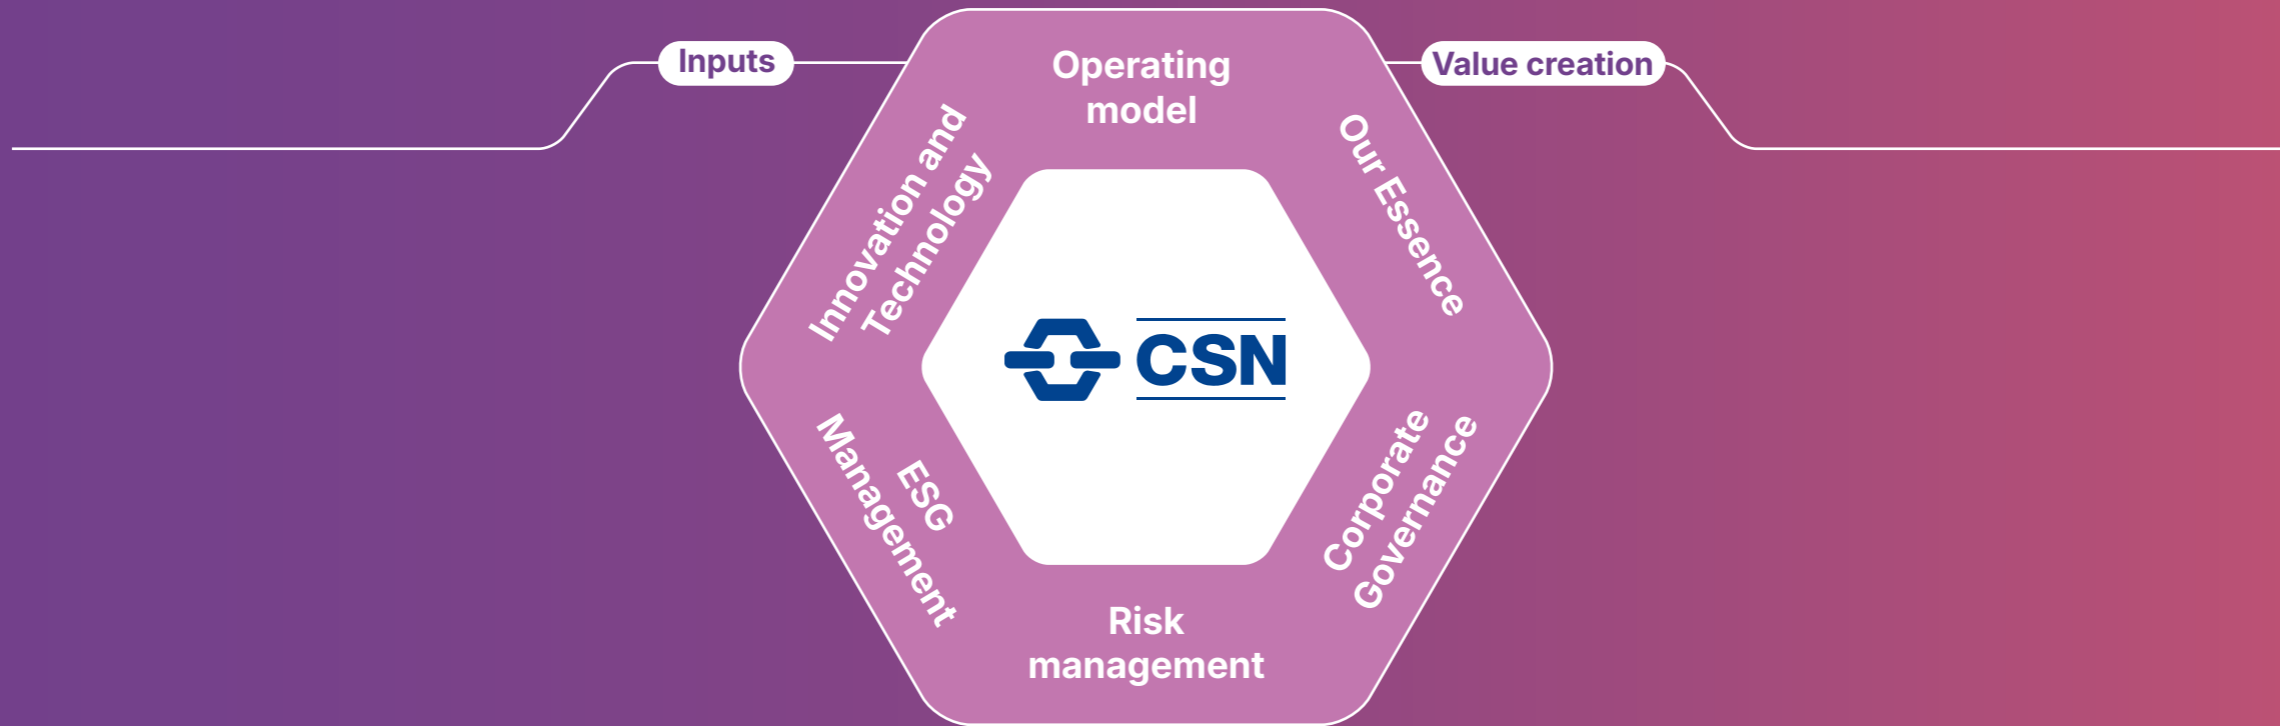 Inputs
Value creation
Operating
model
Innovation and
Technology
Our Essence
CSN
ESG
Management
Corporate
Governance
Risk
management